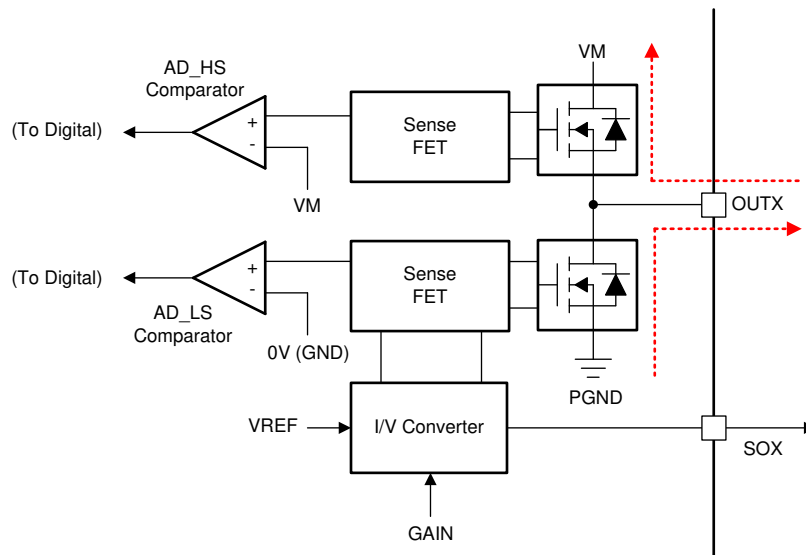 VM
AD_HS
Comparator
+
-
(To Digital)
Sense
FET
VM
OUTX
AD_LS
Comparator
+
-
(To Digital)
Sense
FET
0V (GND)
PGND
VREF
I/V Converter
SOX
GAIN